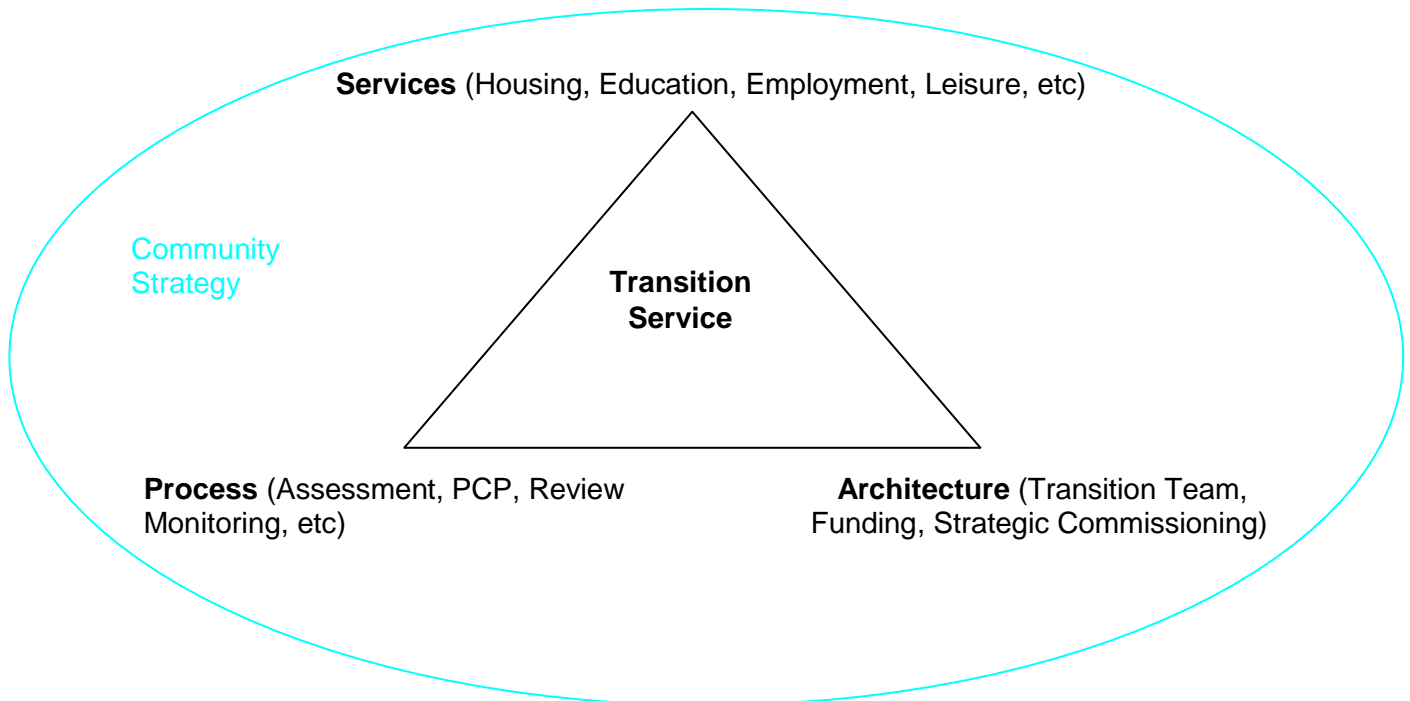 Services (Housing, Education, Employment, Leisure, etc)
Community
Strategy
Transition
Service
Process (Assessment, PCP, Review
Monitoring, etc)
Architecture (Transition Team,
Funding, Strategic Commissioning)